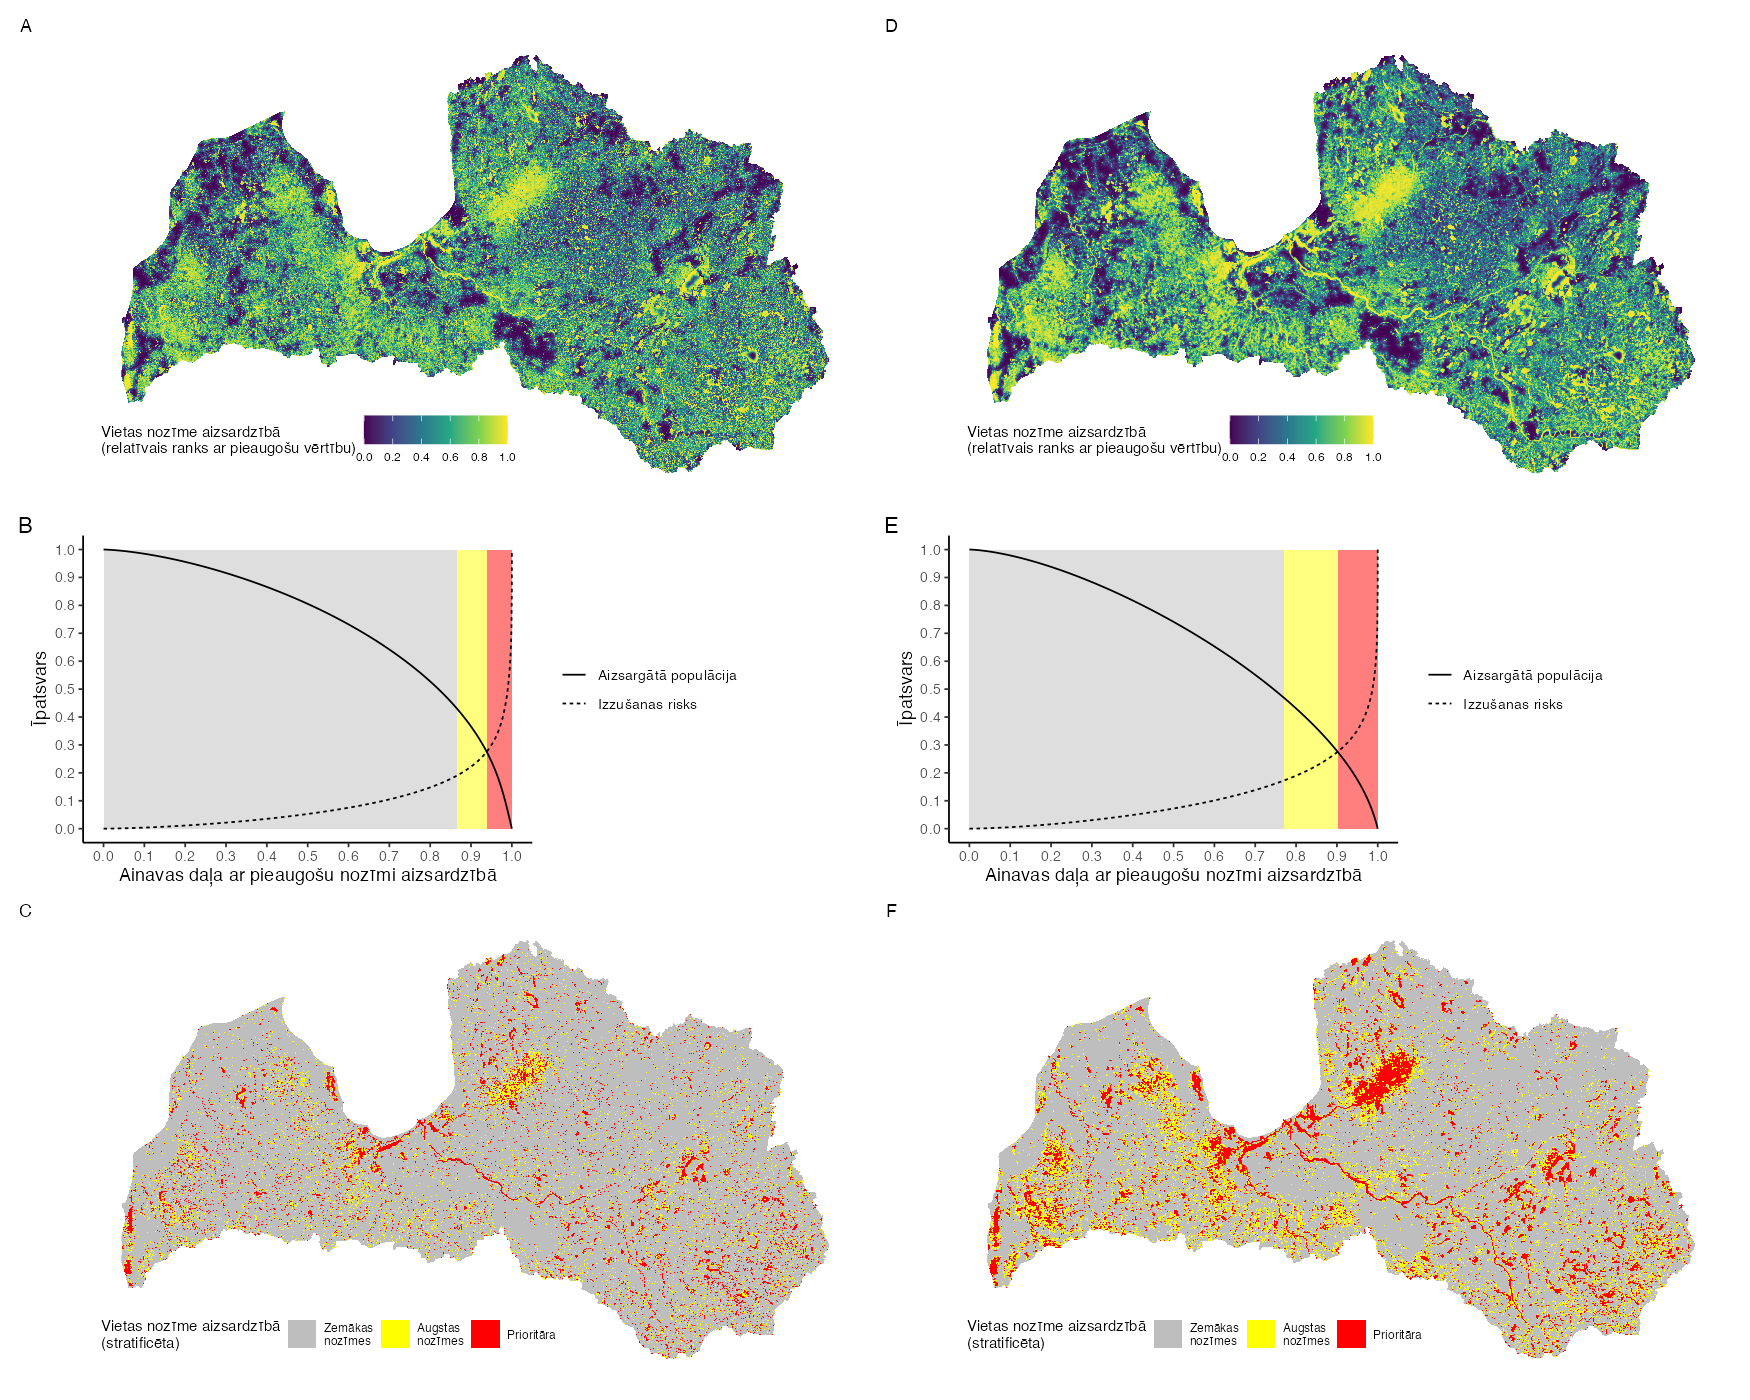 A
Vietas nozīme aizsardzībā
(relatīvais ranks ar pieaugošu vērtību)
0.0 0.2 0.4 0.6 0.8 1.0
D
Vietas nozīme aizsardzībā
(relatīvais ranks ar pieaugošu vērtību)
0.0 0.2 0.4 0.6 0.8 1.0
B
Īpatsvars
1.0
0.9
0.8
0.7
0.6
0.5
0.4
0.3
0.2
0.1
0.0
0.0 0.1 0.2 0.3 0.4 0.5 0.6 0.7 0.8 0.9 1.0
Ainavas daļa ar pieaugošu nozīmi aizsardzībā
Aizsargātā populācija
Izzušanas risks
E
Īpatsvars
1.0
0.9
0.8
0.7
0.6
0.5
0.4
0.3
0.2
0.1
0.0
0.0 0.1 0.2 0.3 0.4 0.5 0.6 0.7 0.8 0.9 1.0
Ainavas daļa ar pieaugošu nozīmi aizsardzībā
Aizsargātā populācija
Izzušanas risks
C
Vietas nozīme aizsardzībā
(stratificēta)
Zemākas
nozīmes
Augstas
nozīmes
Prioritāra
F
Vietas nozīme aizsardzībā
(stratificēta)
Zemākas
nozīmes
Augstas
nozīmes
Prioritāra